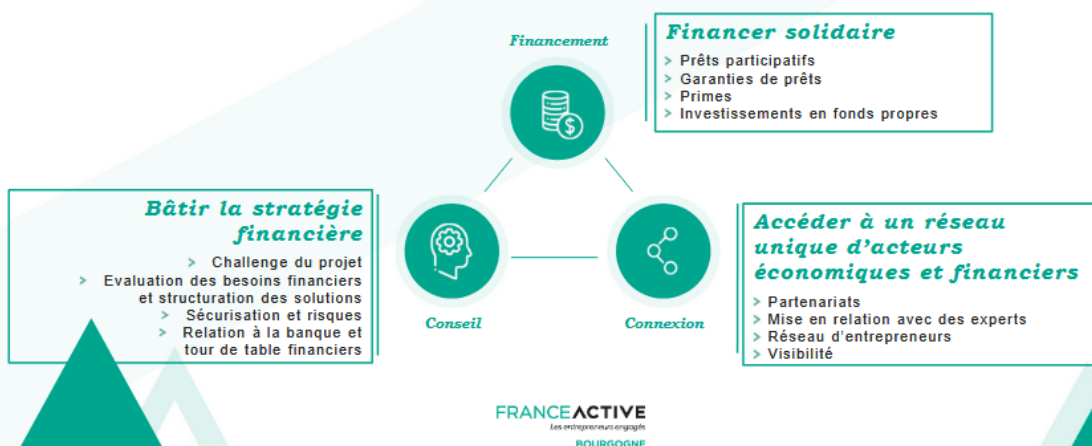 Financement
Financer solidaire
> Prêts participatifs
> Garanties de prêts
> Primes
> Investissements en fonds propres
Bâtir la stratégie
financière
> Challenge du projet
> Evaluation des besoins financiers
et structuration des solutions
> Sécurisation et risques
> Relation à la banque et
tour de table financiers
Conseil
Connexion
Accéder à un réseau
unique d’acteurs
économiques et financiers
> Partenariats
> Mise en relation avec des experts
> Réseau d’entrepreneurs
> Visibilité
FRANCEACTIVE
Les entrepreneurs engagés
BOURGOGNE